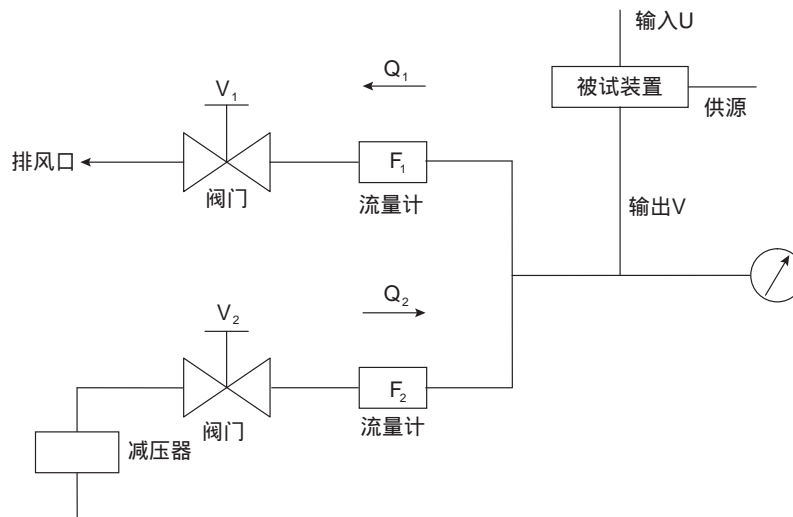 输入U
被试装置
供源
Q₁
V₁
排风口
F₁
阀门
流量计
输出V
Q₂
V₂
F₂
阀门
流量计
减压器